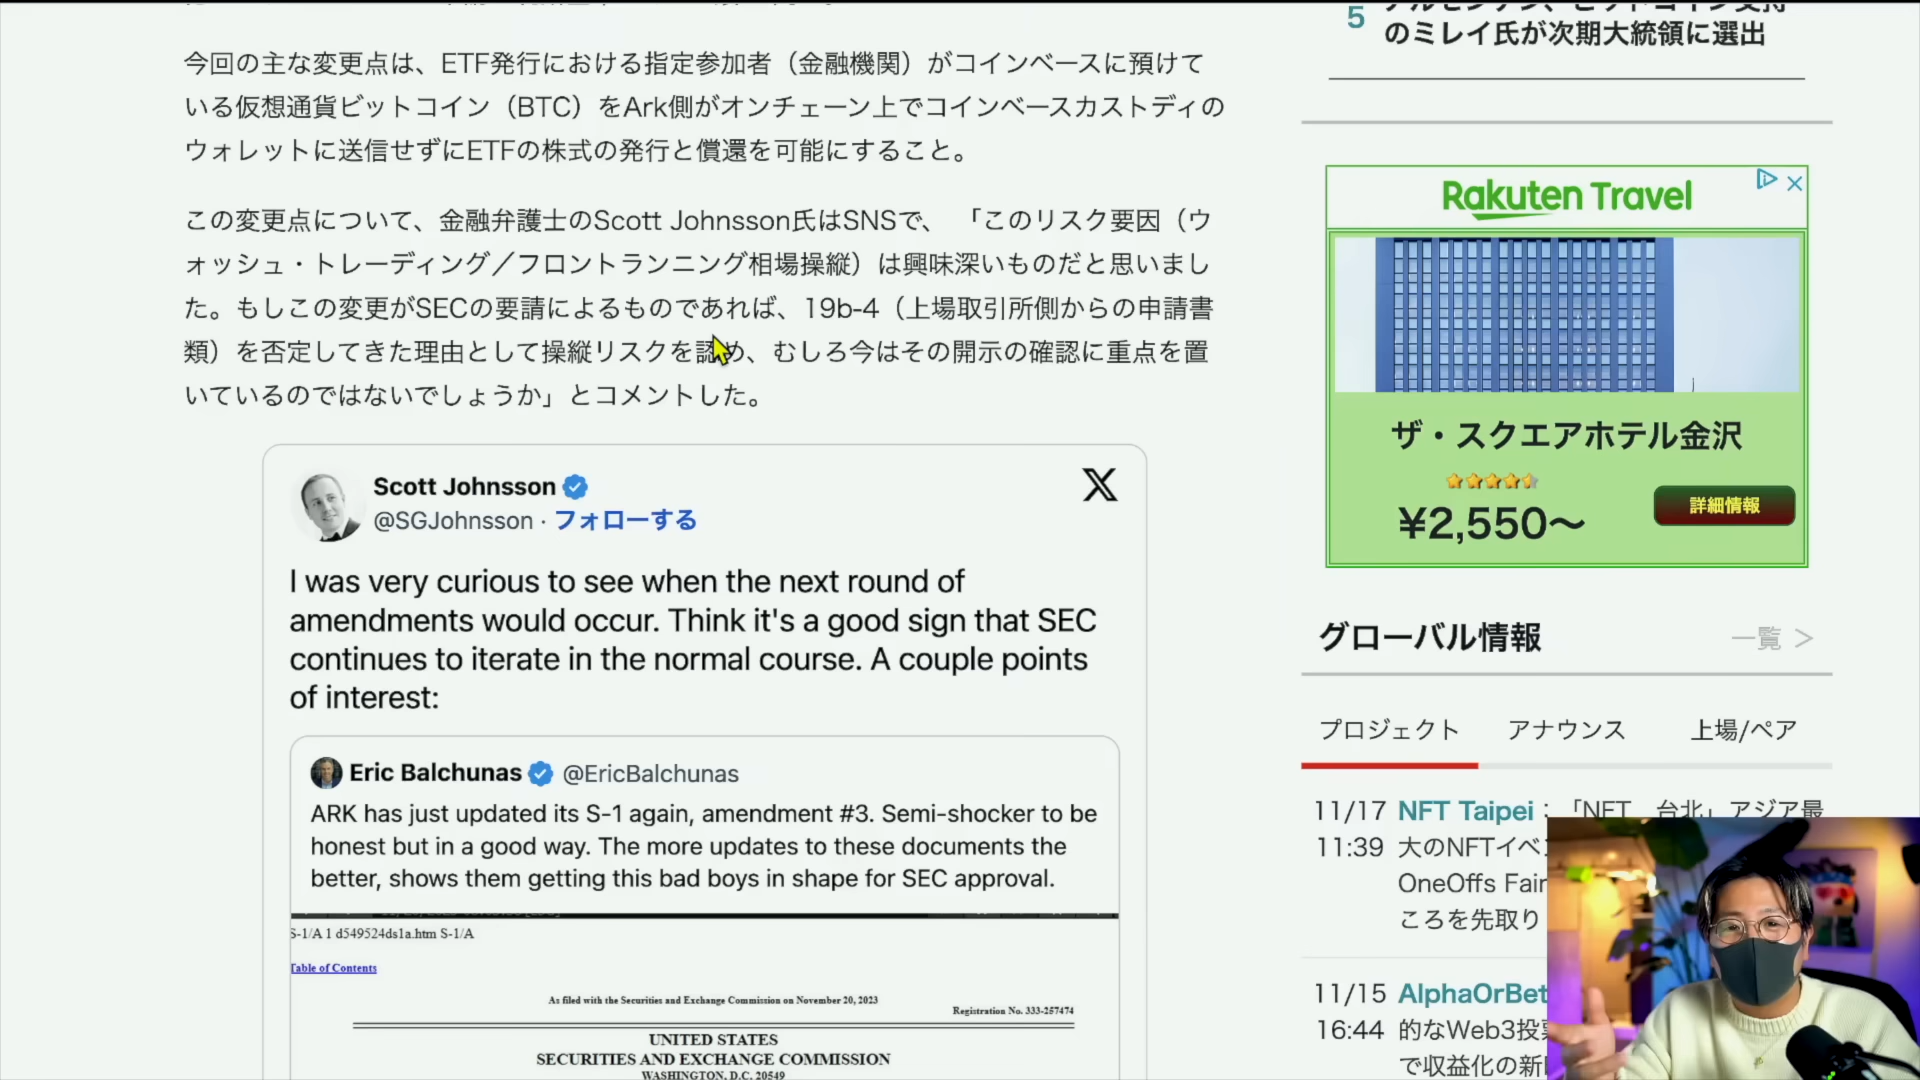 今回の主な変更点は、ETF発行における指定参加者（金融機関）がコインベースに預けて
いる仮想通貨ビットコイン（BTC）をArk側がオンチェーン上でコインベースカストディの
ウォレットに送信せずにETFの株式の発行と償還を可能にすること。
この変更点について、金融弁護士のScott Johnsson氏はSNSで、 「このリスク要因（ウ
ォッシュ・トレーディング／フロントランニング相場操縦）は興味深いものだと思いまし
た。もしこの変更がSECの要請によるものであれば、19b-4（上場取引所側からの申請書
類）を否定してきた理由として操縦リスクを認め、むしろ今はその開示の確認に重点を置
いているのではないでしょうか」とコメントした。
Scott Johnsson
@SGJohnsson · フォローする
I was very curious to see when the next round of
amendments would occur. Think it's a good sign that SEC
continues to iterate in the normal course. A couple points
of interest:
Eric Balchunas @EricBalchunas
ARK has just updated its S-1 again, amendment #3. Semi-shocker to be
honest but in a good way. The more updates to these documents the
better, shows them getting this bad boys in shape for SEC approval.
S-1/A 1 d549524ds1a.htm S-1/A
Table of Contents
As filed with the Securities and Exchange Commission on November 20, 2023
Registration No. 333-257474
UNITED STATES
SECURITIES AND EXCHANGE COMMISSION
WASHINGTON, D.C. 20549
5
のミレイ氏が次期大統領に選出
Rakuten Travel
ザ・スクエアホテル金沢
¥2,550〜
詳細情報
グローバル情報
一覧 >
プロジェクト アナウンス 上場/ペア
11/17 NFT Taipei：「NFT 台北」アジア最
11:39 大のNFTイベ
OneOffs Fair
ころを先取り
11/15 AlphaOrBet
16:44 的なWeb3投
で収益化の新